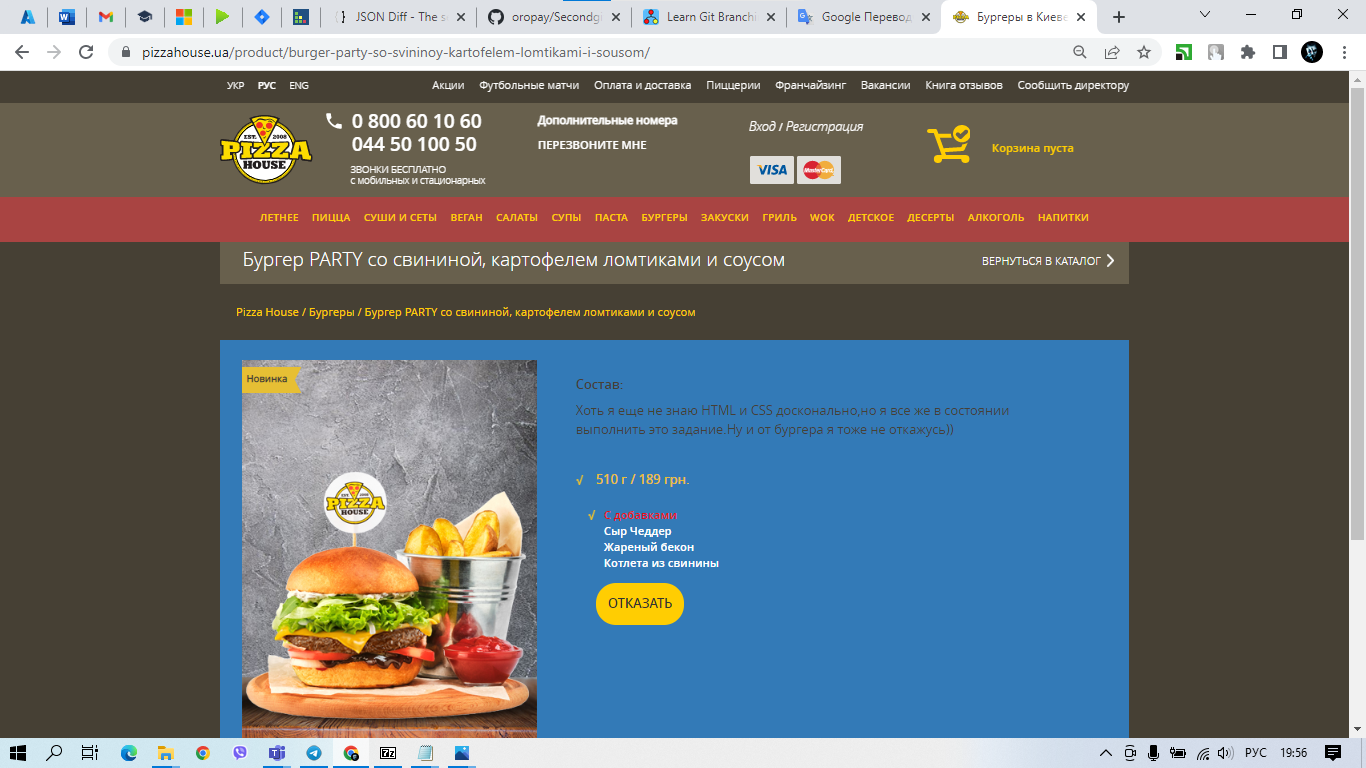 JSON Diff - The s
oropay/Secondgr
Learn Git Branchi
Google Перевод
Бургеры в Киеве
pizzahouse.ua/product/burger-party-so-svininoy-kartofelem-lomtikami-i-sousom/
УКР РУС ENG
Акции Футбольные матчи Оплата и доставка Пиццерии Франчайзинг Вакансии Книга отзывов Сообщить директору
EST. 2008
PIZZA
HOUSE
0 800 60 10 60
044 50 100 50
ЗВОНКИ БЕСПЛАТНО
с мобильных и стационарных
Дополнительные номера
ПЕРЕЗВОНИТЕ МНЕ
Вход / Регистрация
VISA MasterCard
Корзина пуста
ЛЕТНЕЕ ПИЦЦА СУШИ И СЕТЫ ВЕГАН САЛАТЫ СУПЫ ПАСТА БУРГЕРЫ ЗАКУСКИ ГРИЛЬ WOK ДЕТСКОЕ ДЕСЕРТЫ АЛКОГОЛЬ НАПИТКИ
Бургер PARTY со свининой, картофелем ломтиками и соусом
ВЕРНУТЬСЯ В КАТАЛОГ
Pizza House / Бургеры / Бургер PARTY со свининой, картофелем ломтиками и соусом
Новинка
EST. 2008
PIZZA
HOUSE
Состав:
Хоть я еще не знаю HTML и CSS досконально,но я все же в состоянии
выполнить это задание.Ну и от бургера я тоже не откажусь))
√ 510 г / 189 грн.
√ С добавками
Сыр Чеддер
Жареный бекон
Котлета из свинины
ОТКАЗАТЬ
7z
РУС 19:56